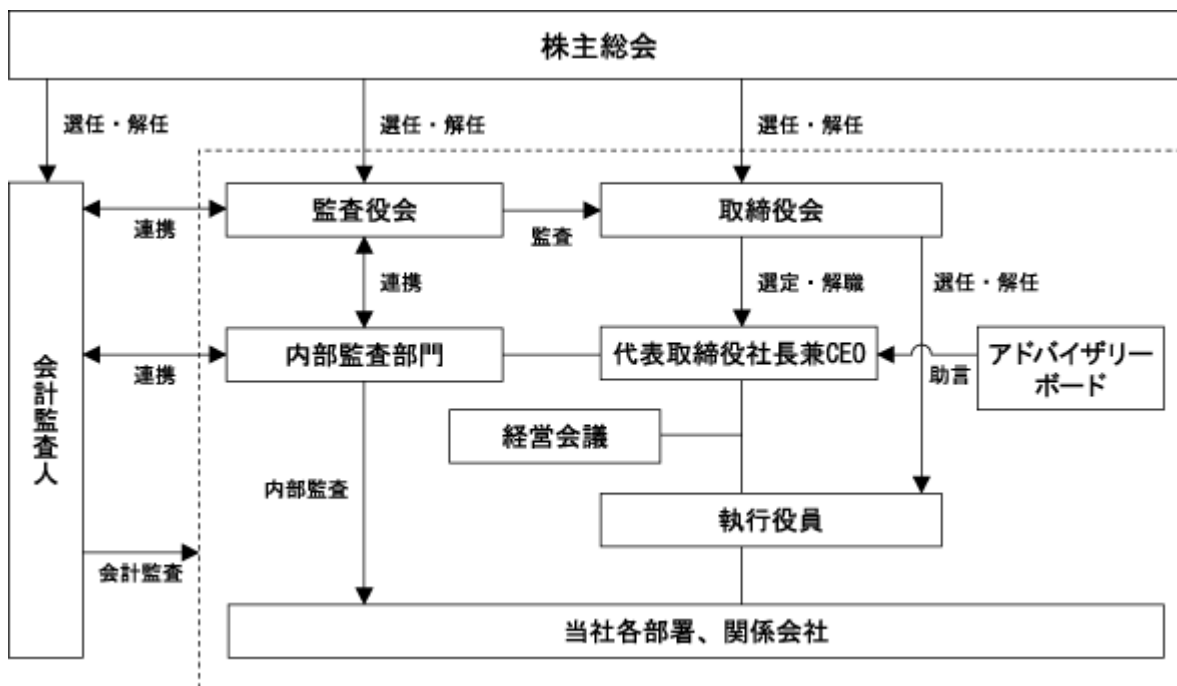 株主総会
選任・解任
選任・解任
選任・解任
監査役会
取締役会
連携
監査
連携
選定・解職
選任・解任
内部監査部門
代表取締役社長兼CEO
アドバイザリー
ボード
連携
助言
会計監査人
経営会議
内部監査
執行役員
会計監査
当社各部署、関係会社